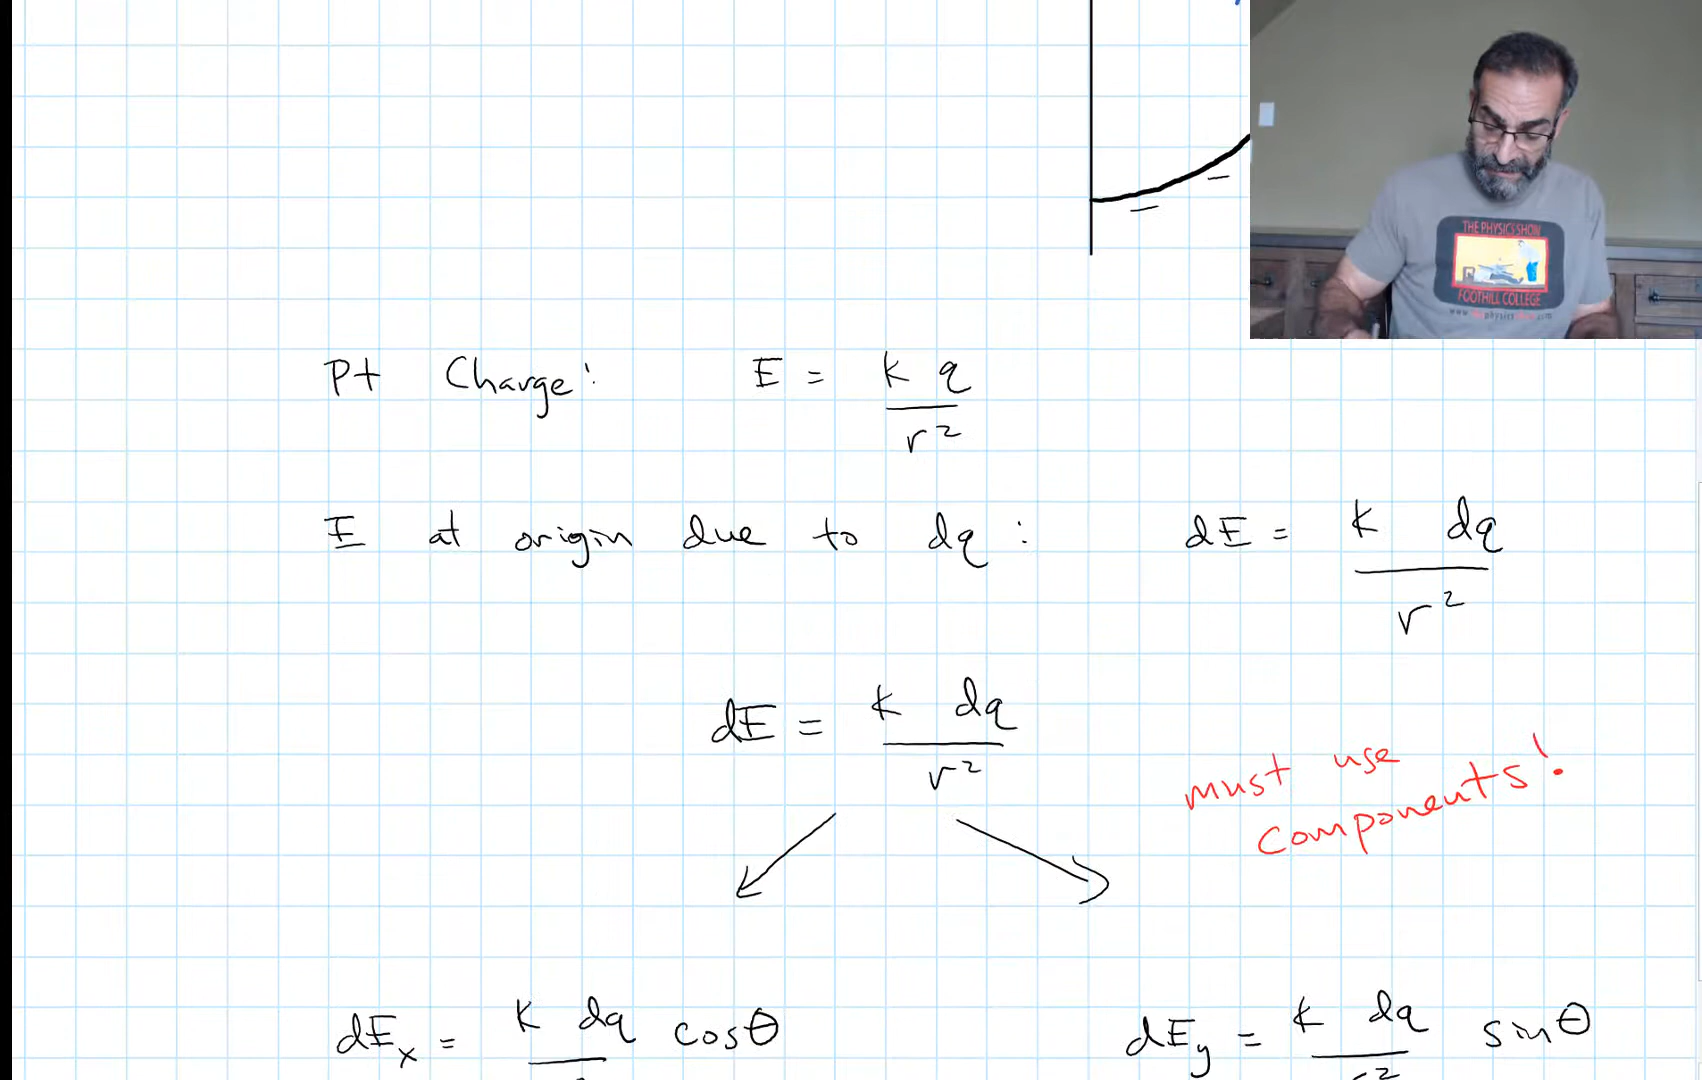 THE PHYSICS SHOW
FOOTHILL COLLEGE
Pt Charge: E = k q / r²
E at origin due to dq : dE = k dq / r²
dE = k dq / r²
must use
components!
dEx = k dq cosθ
dEy = k dq / r² sinθ